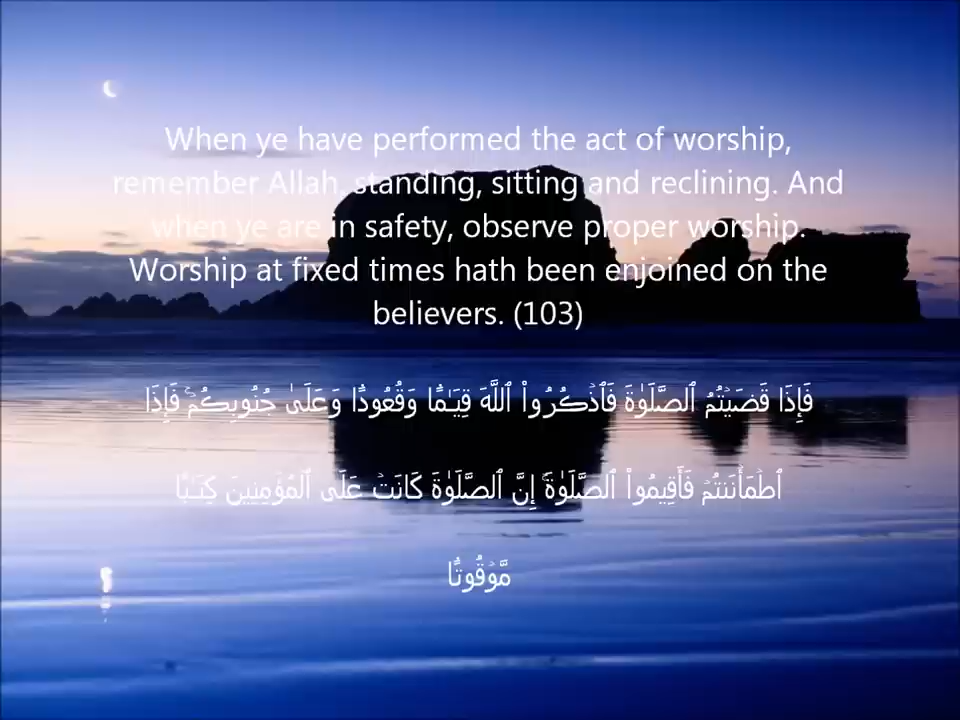 When ye have performed the act of worship,
remember Allah, standing, sitting and reclining. And
when ye are in safety, observe proper worship.
Worship at fixed times hath been enjoined on the
believers. (103)
فَإِذَا قَضَيۡتُمُ ٱلصَّلَوٰةَ فَٱذۡڪُرُواْ ٱللَّهَ قِيَـٰمً۬ا وَقُعُودً۬ا وَعَلَىٰ جُنُوبِڪُمۡ‌ۚ فَإِذَا
ٱطۡمَأۡنَنتُمۡ فَأَقِيمُواْ ٱلصَّلَوٰةَ‌ۚ إِنَّ ٱلصَّلَوٰةَ كَانَتۡ عَلَى ٱلۡمُؤۡمِنِينَ كِتَـٰبً۬ا
مَّوۡقُوتً۬ا